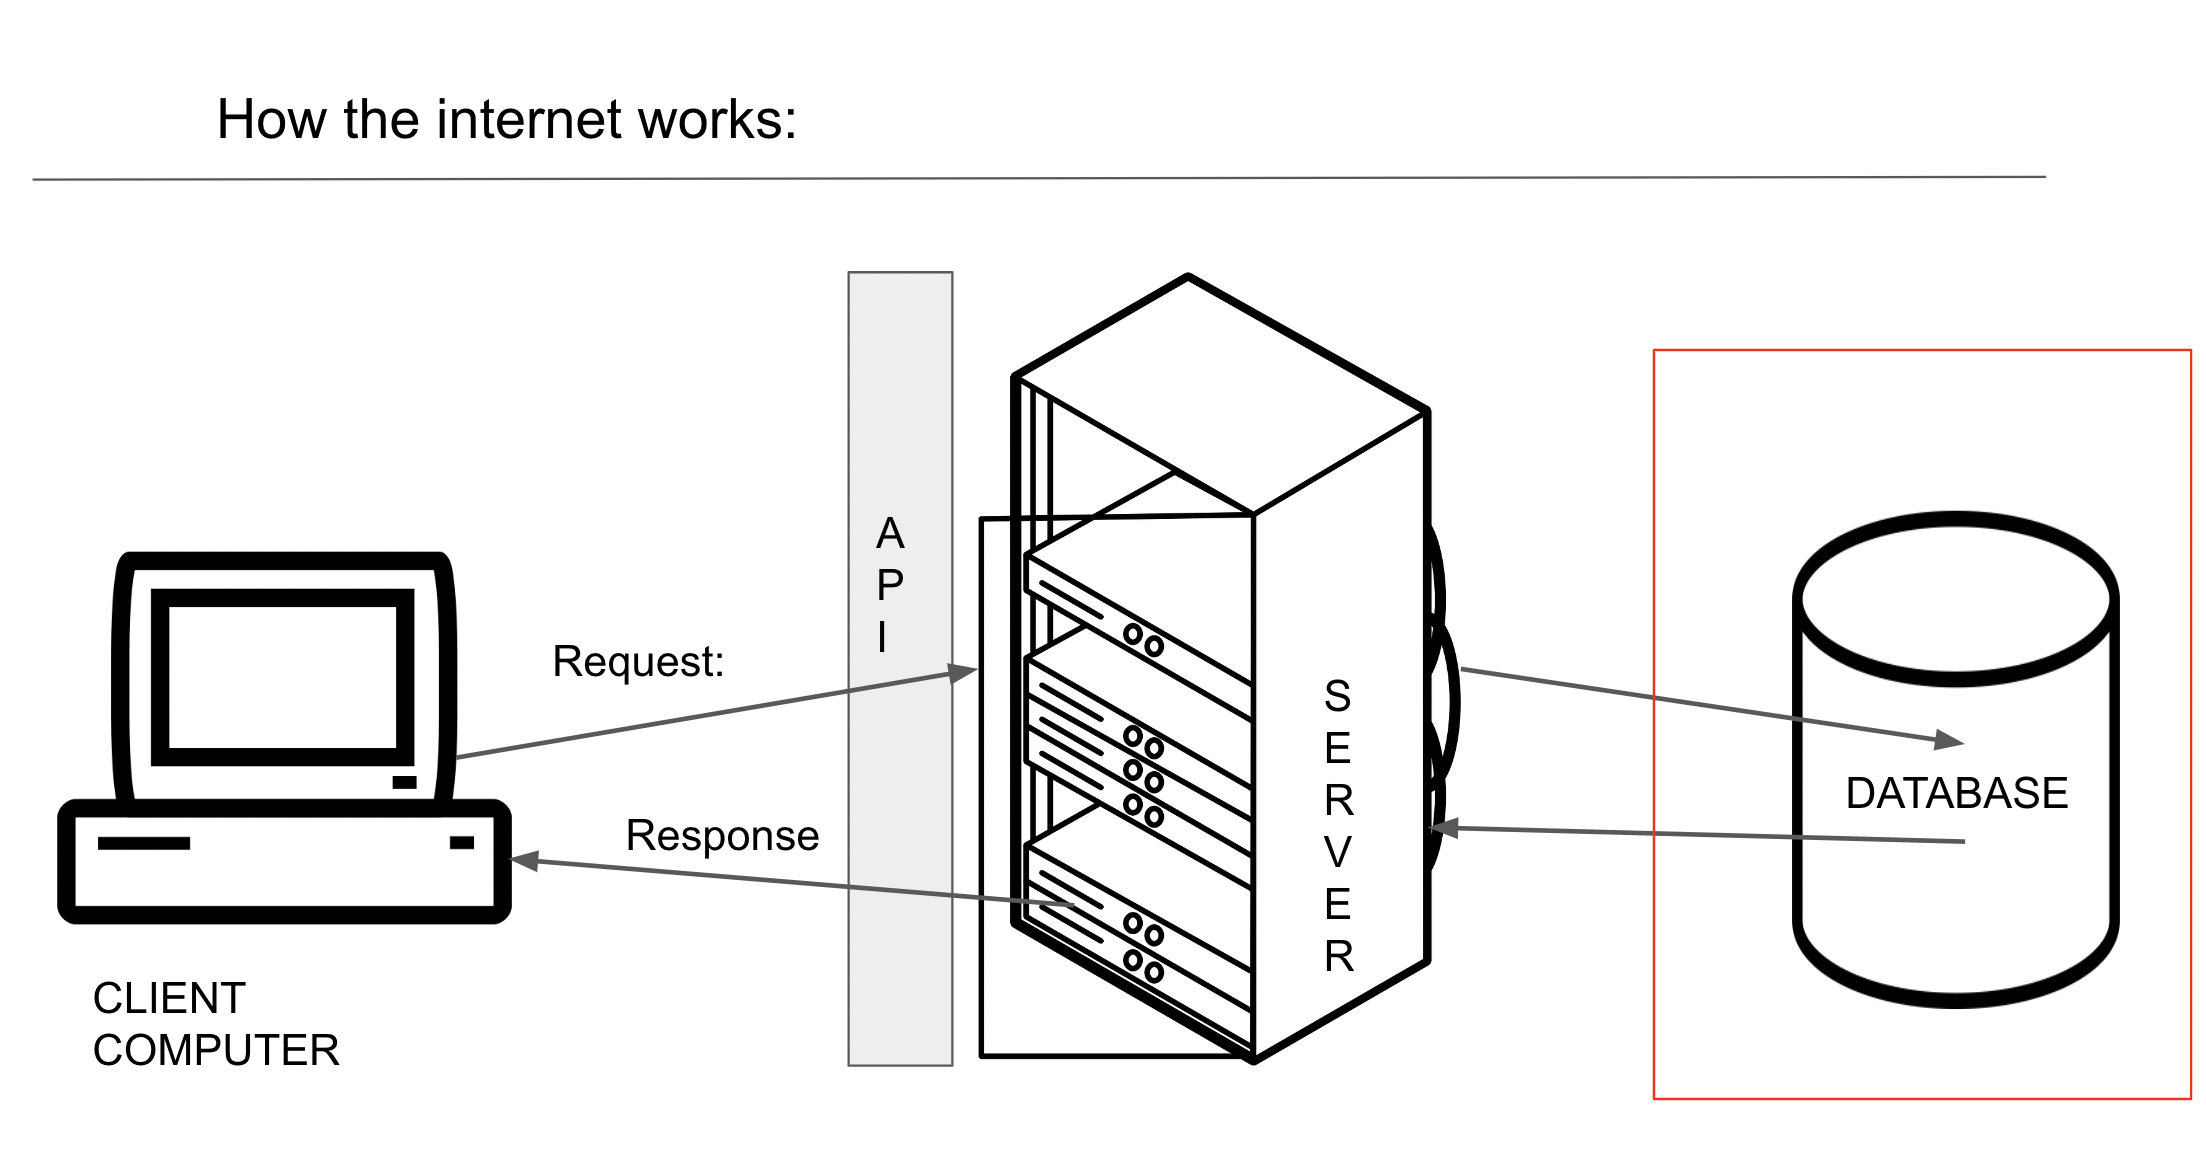 How the internet works:
A
P
I
Request:
Response
S
E
R
V
E
R
DATABASE
CLIENT
COMPUTER